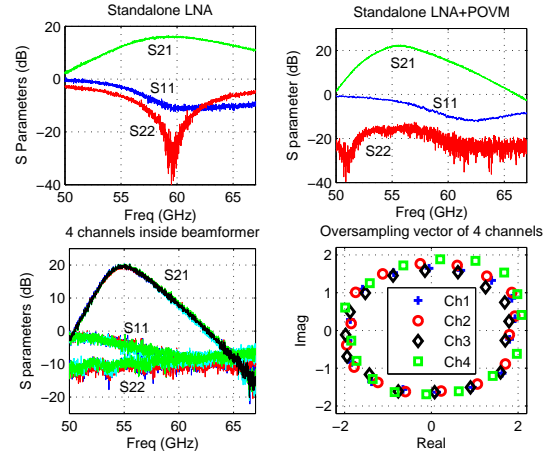 Standalone LNA
20
0
−20
−40
50
55
60
65
S Parameters (dB)
Freq (GHz)
S21
S11
S22
Standalone LNA+POVM
20
0
−20
−40
50
55
60
65
S parameter (dB)
Freq (GHz)
S21
S11
S22
4 channels inside beamformer
20
10
0
−10
−20
50
55
60
65
S parameters (dB)
Freq (GHz)
S21
S11
S22
Oversampling vector of 4 channels
2
1
0
−1
−2
−2
0
2
Imag
Real
Ch1
Ch2
Ch3
Ch4